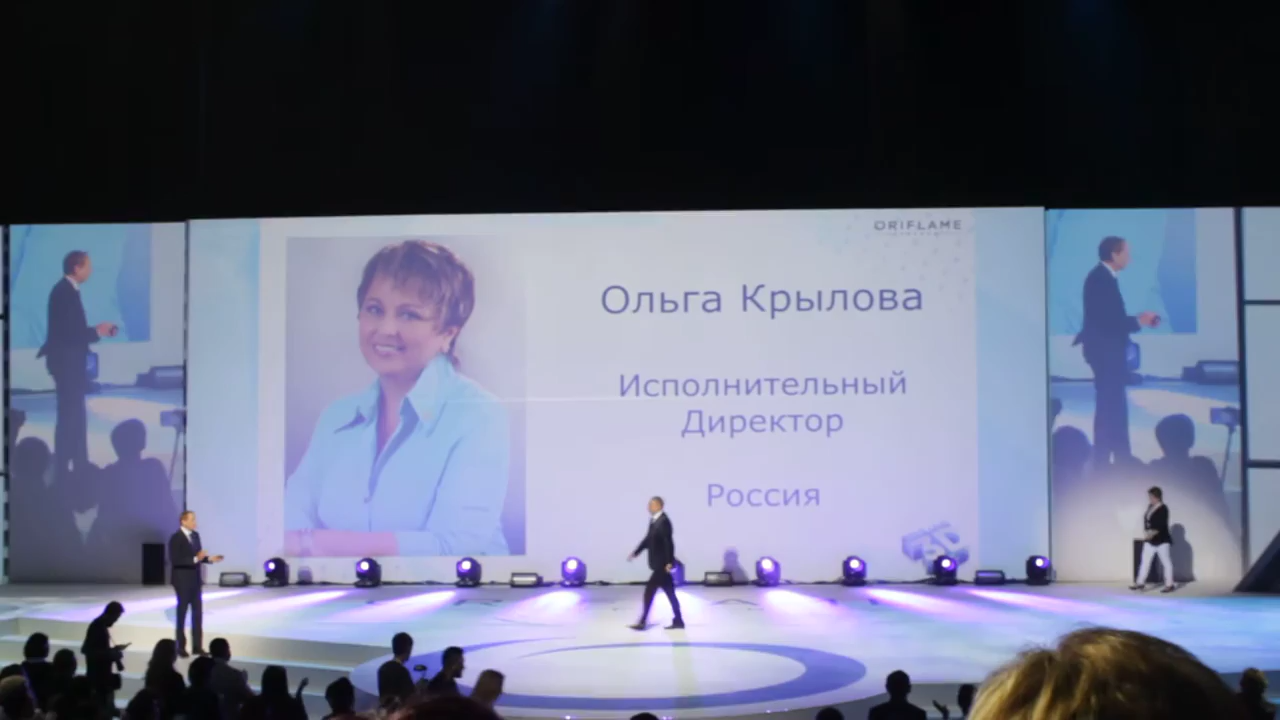 ORIFLAME
Ольга Крылова
Исполнительный
Директор
Россия